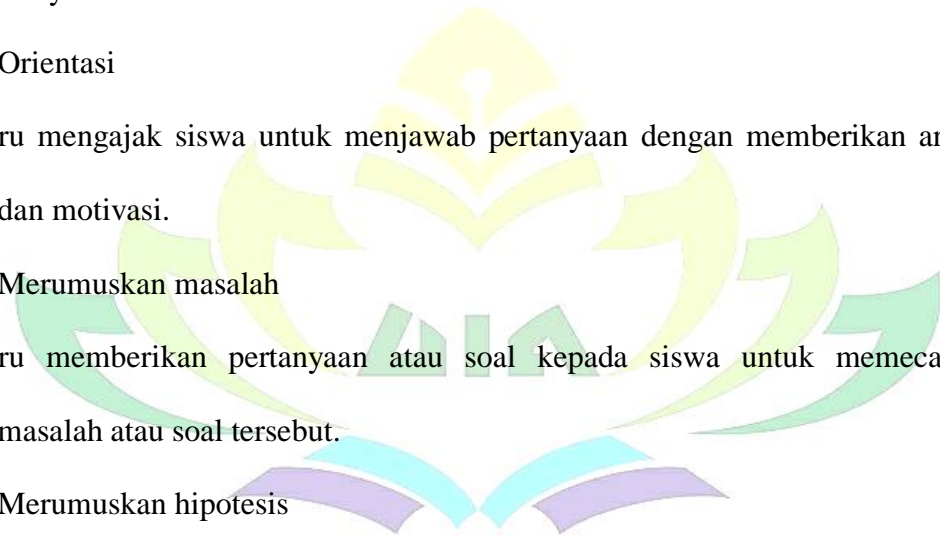 Orientasi
ru mengajak siswa untuk menjawab pertanyaan dengan memberikan
dan motivasi.
Merumuskan masalah
ru memberikan pertanyaan atau soal kepada siswa untuk memeca
masalah atau soal tersebut.
Merumuskan hipotesis